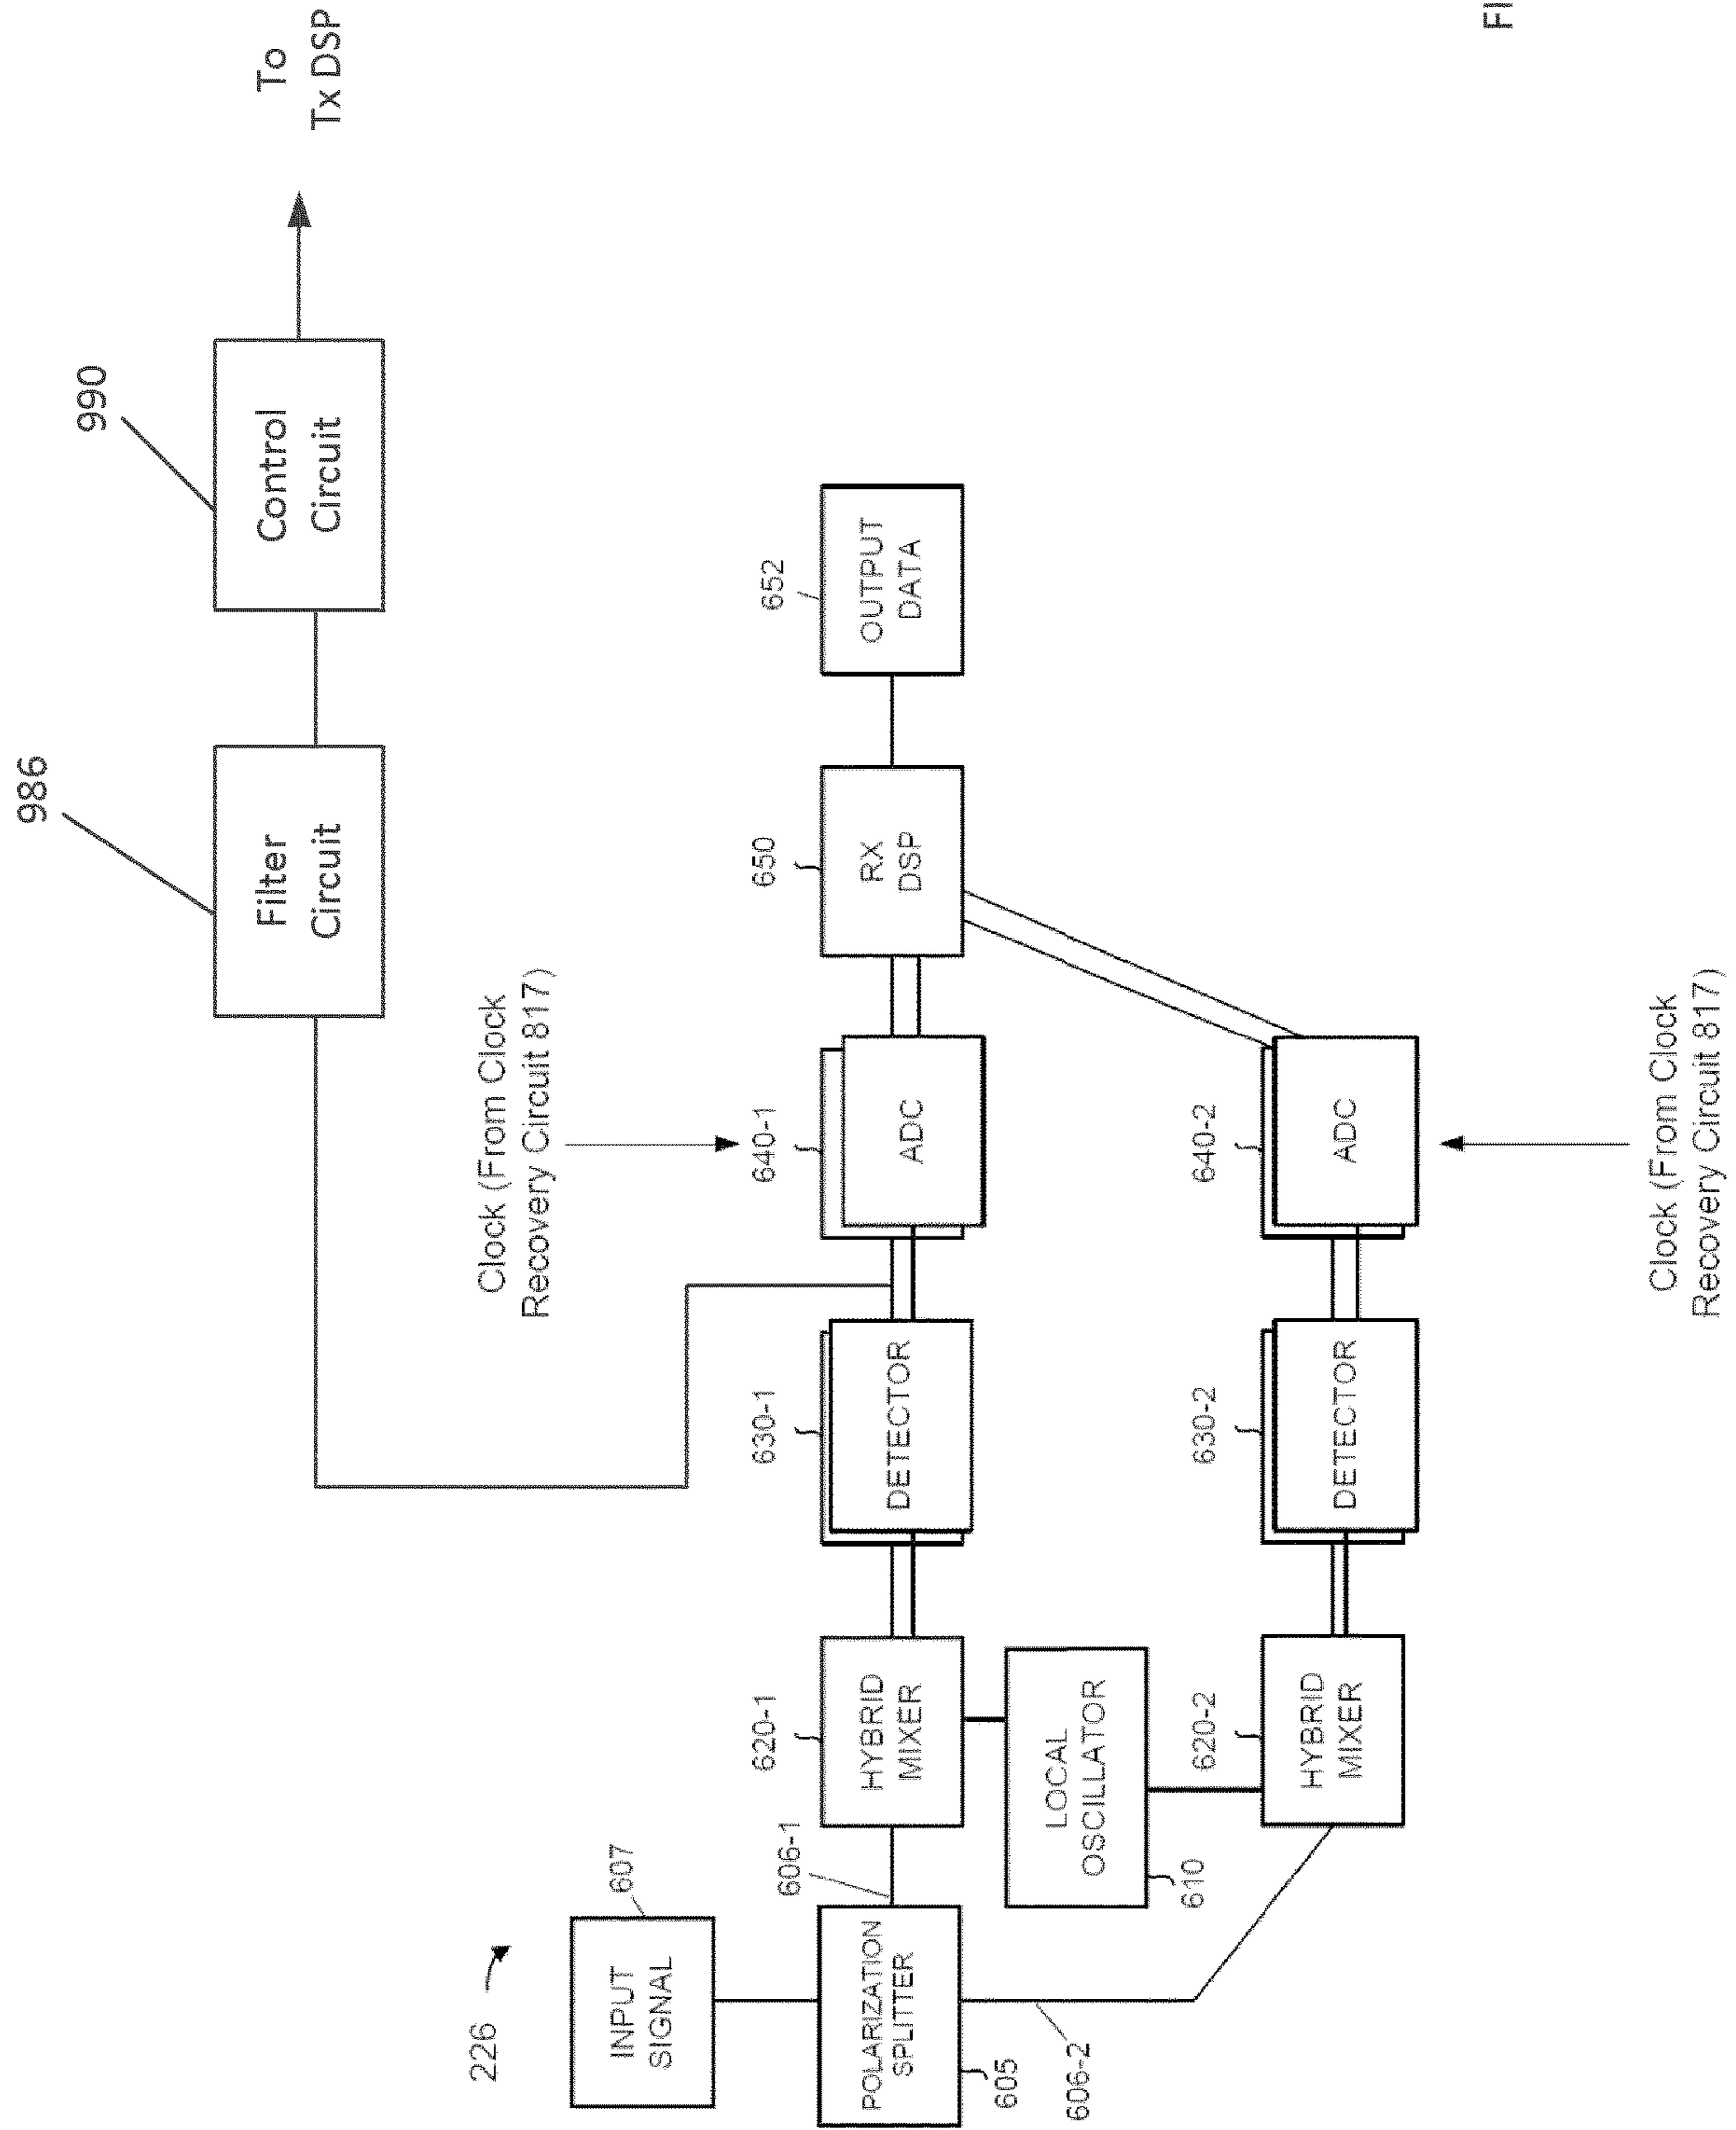 986
990
Filter
Circuit
Control
Circuit
To
Tx DSP
226
INPUT
SIGNAL
607
Clock (From Clock
Recovery Circuit 817)
POLARIZATION
SPLITTER
605
606-1
606-2
620-1
HYBRID
MIXER
630-1
DETECTOR
640-1
ADC
650
RX
DSP
652
OUTPUT
DATA
LOCAL
OSCILLATOR
610
620-2
HYBRID
MIXER
630-2
DETECTOR
640-2
ADC
Clock (From Clock
Recovery Circuit 817)